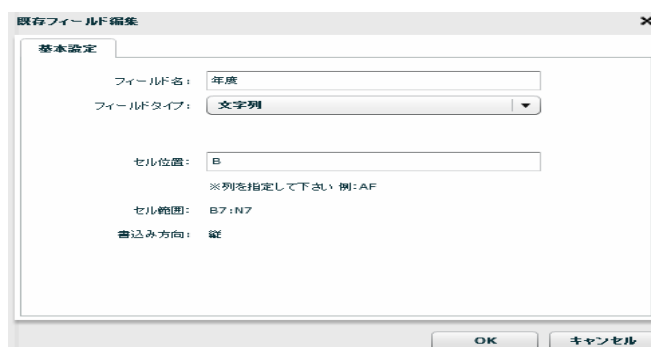 既存フィールド編集
基本設定
フィールド名: 年度
フィールドタイプ: 文字列
セル位置: B
※列を指定して下さい 例:AF
セル範囲: B7:N7
書込み方向: 縦
OK キャンセル